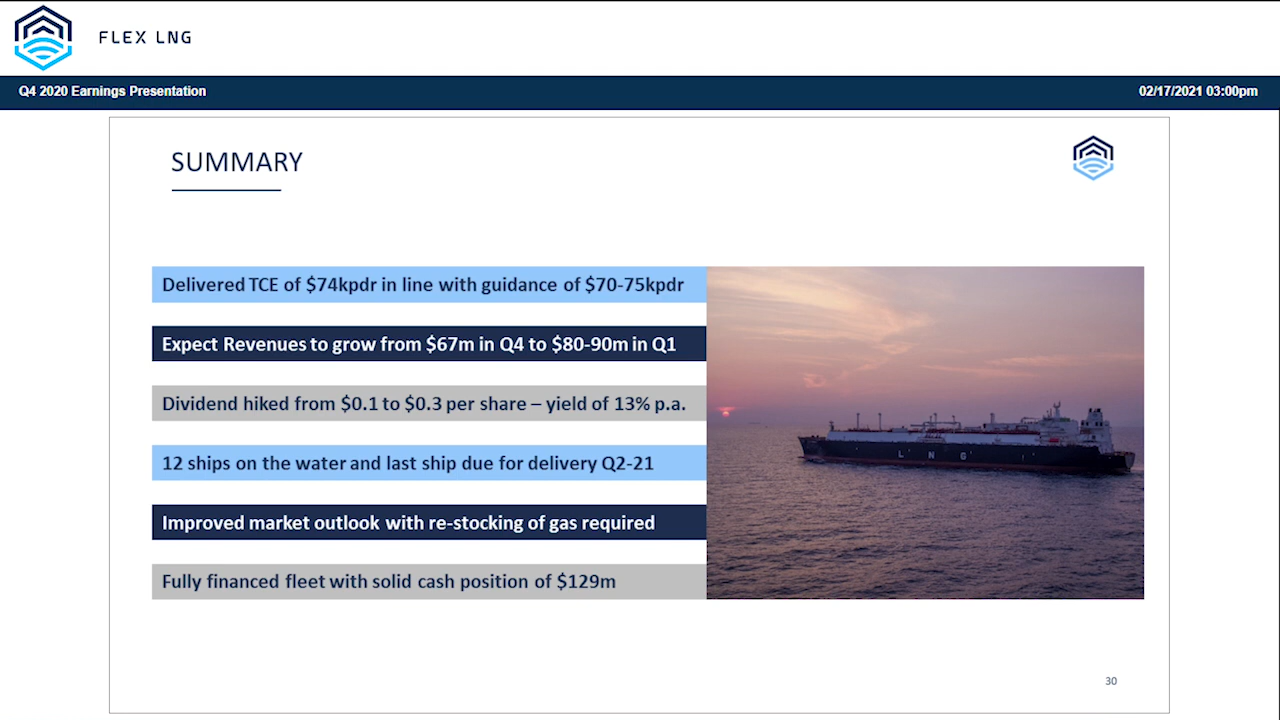 FLEX LNG
Q4 2020 Earnings Presentation
02/17/2021 03:00pm
SUMMARY
Delivered TCE of $74kpdr in line with guidance of $70-75kpdr
Expect Revenues to grow from $67m in Q4 to $80-90m in Q1
Dividend hiked from $0.1 to $0.3 per share – yield of 13% p.a.
12 ships on the water and last ship due for delivery Q2-21
Improved market outlook with re-stocking of gas required
Fully financed fleet with solid cash position of $129m
L N G
30